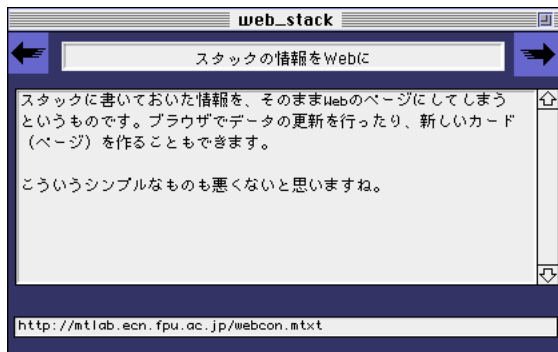 web_stack
スタックの情報をWebに
スタックに書いておいた情報を、そのままWebのページにしてしまう
というものです。ブラウザでデータの更新を行ったり、新しいカード
（ページ）を作ることもできます。
こういうシンプルなものも悪くないと思いますね。
http://mtlab.ecn.fpu.ac.jp/webcon.mtxt